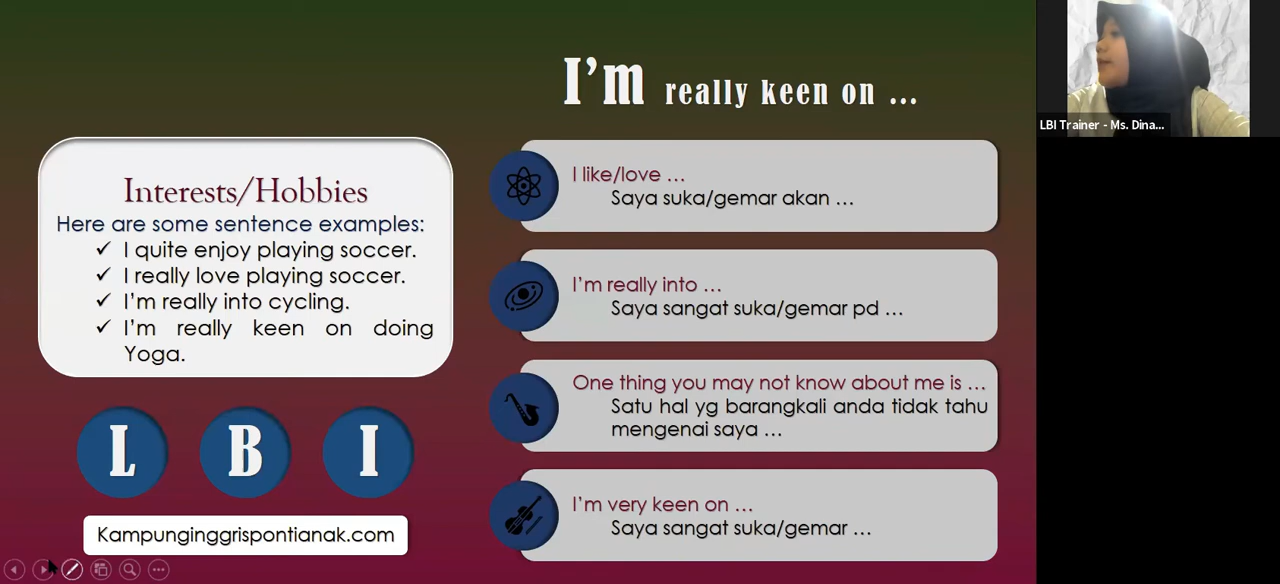 I'm really keen on ...
Interests/Hobbies
Here are some sentence examples:
✓ I quite enjoy playing soccer.
✓ I really love playing soccer.
✓ I'm really into cycling.
✓ I'm really keen on doing
Yoga.
L B I
Kampunginggrispontianak.com
I like/love ...
Saya suka/gemar akan ...
I'm really into ...
Saya sangat suka/gemar pd ...
One thing you may not know about me is ...
Satu hal yg barangkali anda tidak tahu
mengenai saya ...
I'm very keen on ...
Saya sangat suka/gemar ...
LBI Trainer - Ms. Dina...